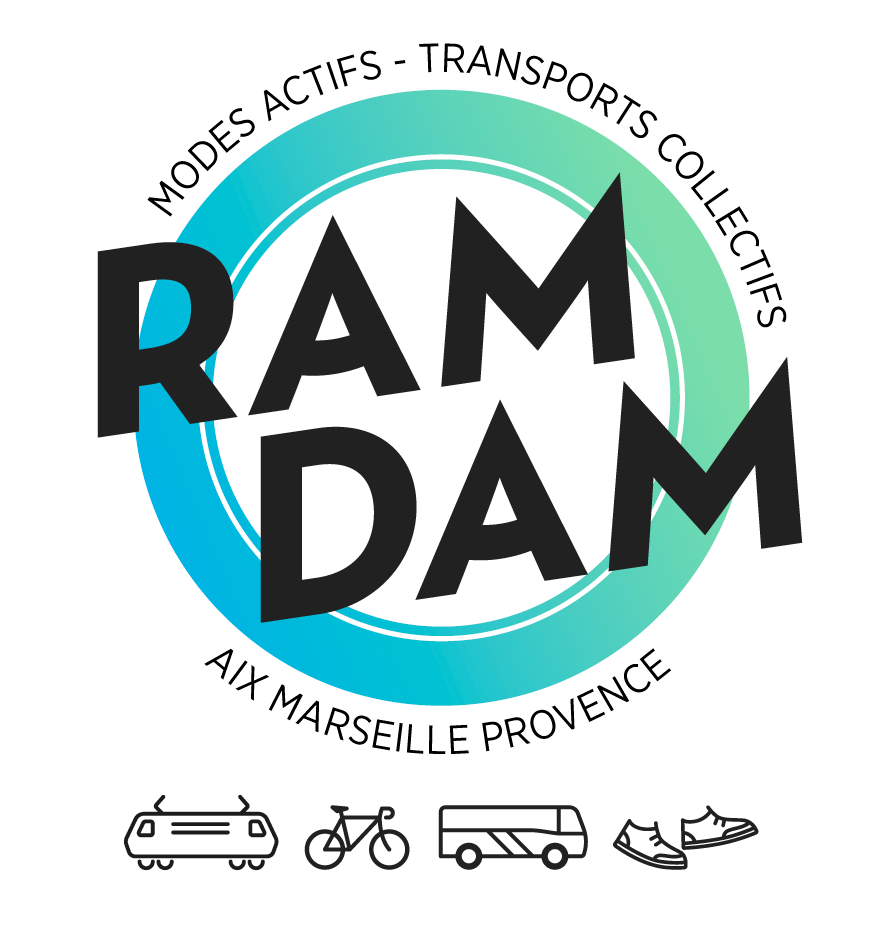 MODES ACTIFS - TRANSPORTS COLLECTIFS
RAM
DAM
AIX MARSEILLE PROVENCE